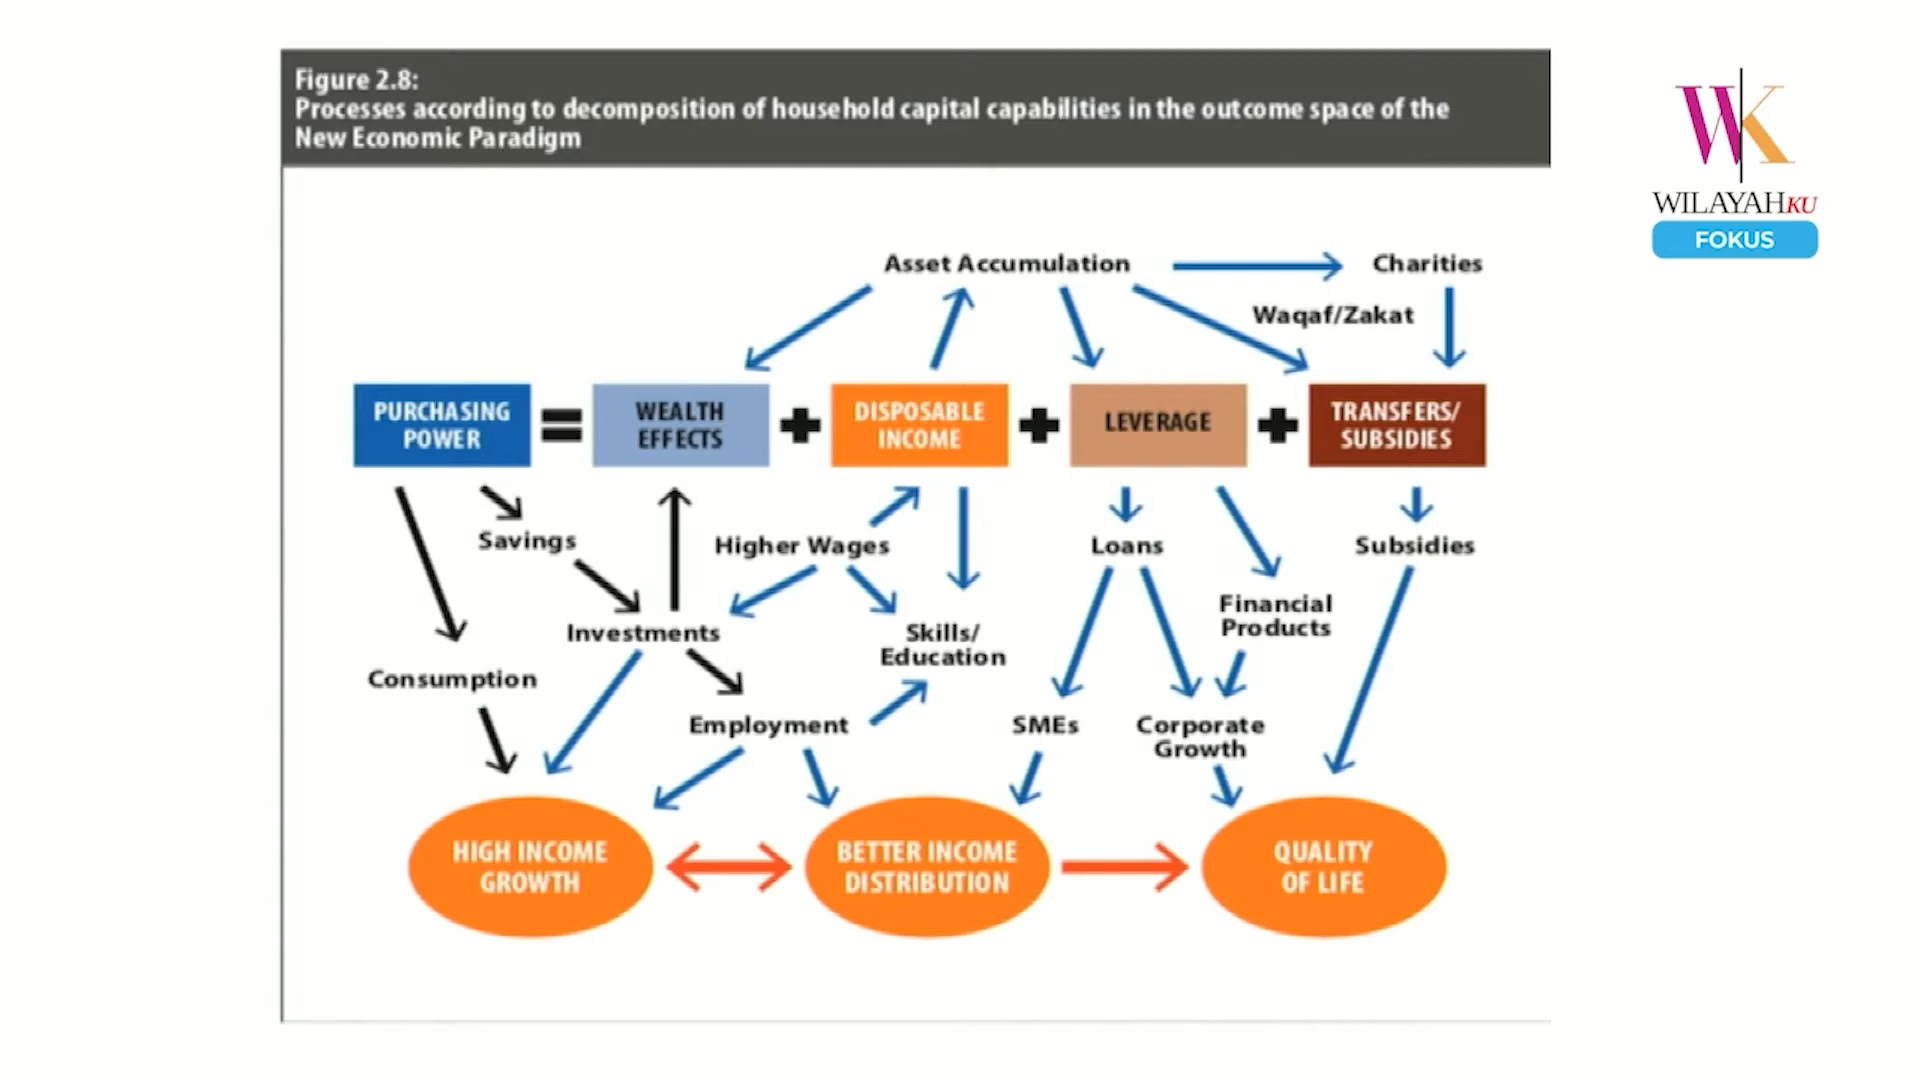 Figure 2.8:
Processes according to decomposition of household capital capabilities in the outcome space of the
New Economic Paradigm
WK
WILAYAHKU
FOKUS
Asset Accumulation
Charities
Waqaf/Zakat
PURCHASING
POWER
=
WEALTH
EFFECTS
+
DISPOSABLE
INCOME
+
LEVERAGE
+
TRANSFERS/
SUBSIDIES
Savings
Higher Wages
Loans
Subsidies
Financial
Products
Investments
Skills/
Education
Consumption
Employment
SMEs
Corporate
Growth
HIGH INCOME
GROWTH
BETTER INCOME
DISTRIBUTION
QUALITY
OF LIFE